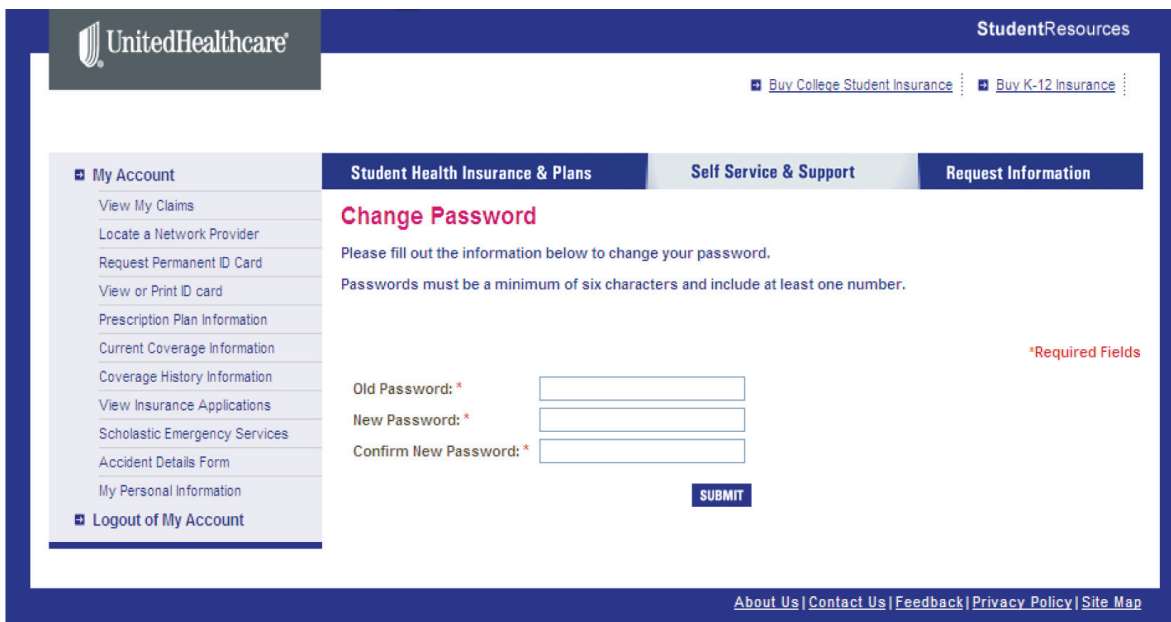 UnitedHealthcare®
StudentResources
Buy College Student Insurance
Buy K-12 Insurance
My Account
View My Claims
Locate a Network Provider
Request Permanent ID Card
View or Print ID card
Prescription Plan Information
Current Coverage Information
Coverage History Information
View Insurance Applications
Scholastic Emergency Services
Accident Details Form
My Personal Information
Logout of My Account
Student Health Insurance & Plans
Self Service & Support
Request Information
Change Password
Please fill out the information below to change your password.
Passwords must be a minimum of six characters and include at least one number.
*Required Fields
Old Password: *
New Password: *
Confirm New Password: *
SUBMIT
About Us | Contact Us | Feedback | Privacy Policy | Site Map